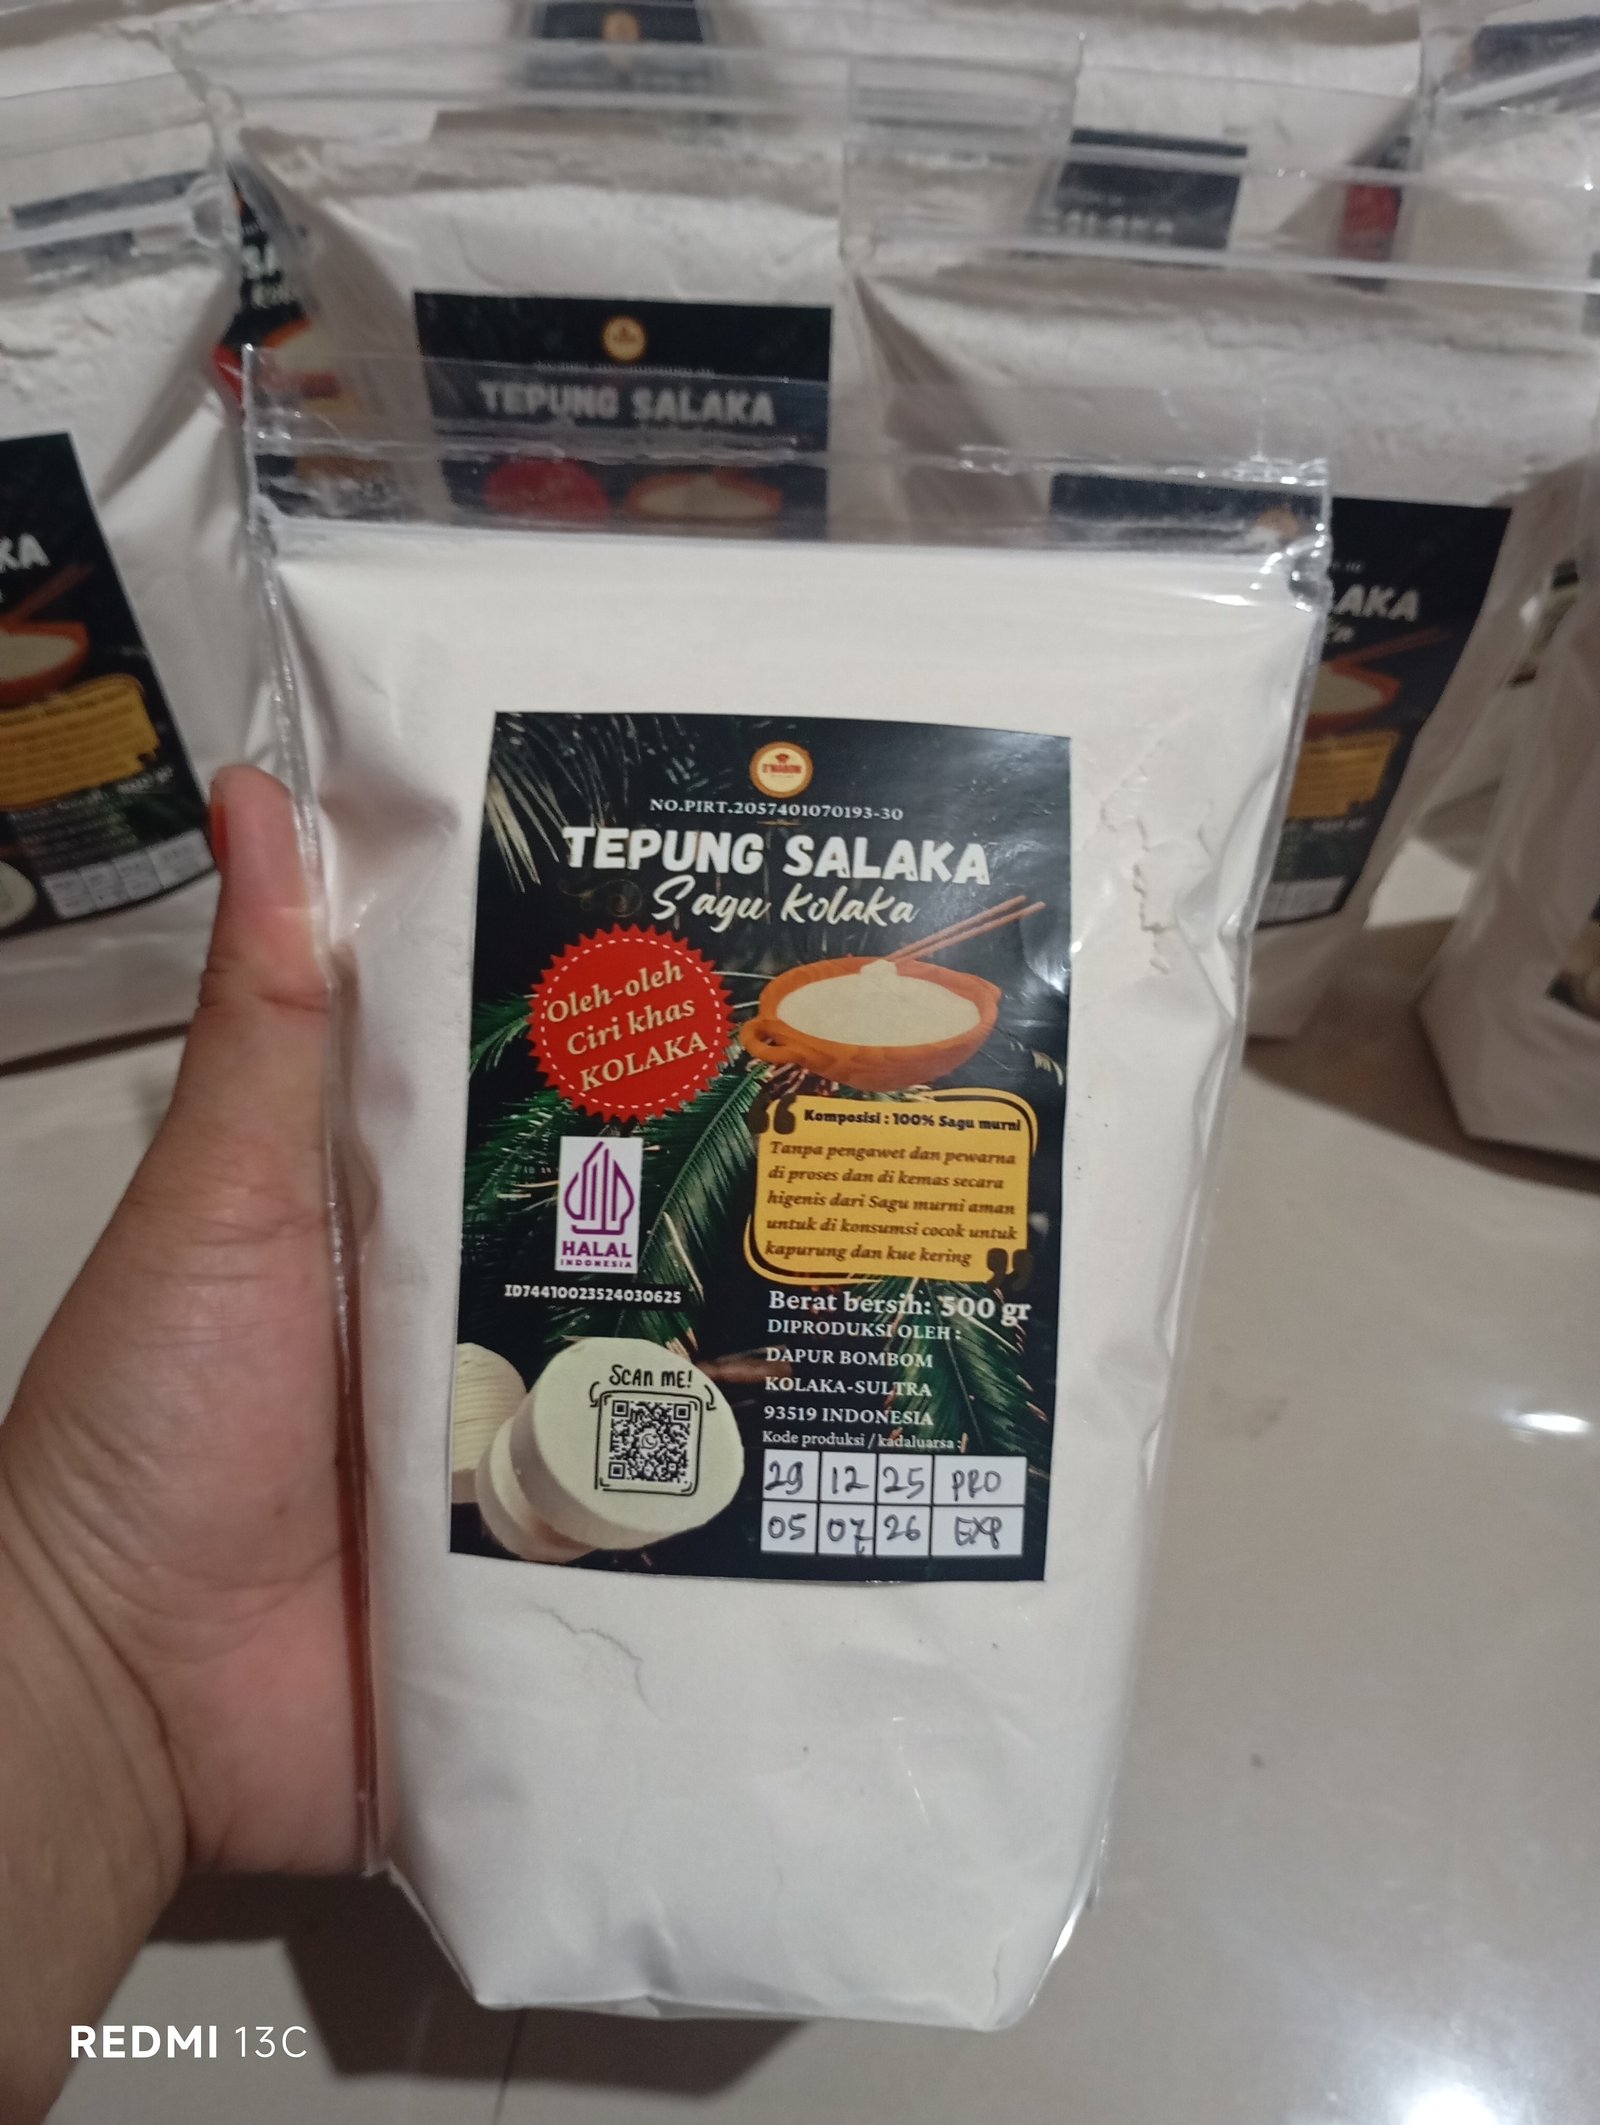 TEPUNG SALAKA
SALAKA
KA
D'WABOM
NO.PIRT.2057401070193-30
TEPUNG SALAKA
Sagu Kolaka
Oleh-oleh
Ciri khas
KOLAKA
Komposisi : 100% Sagu murni
Tanpa pengawet dan pewarna
di proses dan di kemas secara
higenis dari Sagu murni aman
untuk di konsumsi cocok untuk
kapurung dan kue kering
HALAL
INDONESIA
ID74410023524030625
Berat bersih: 500 gr
DIPRODUKSI OLEH :
DAPUR BOMBOM
KOLAKA-SULTRA
93519 INDONESIA
Kode produksi / kadaluarsa :
29 12 25 PRO
05 07 26 EXP
SCAN ME!
REDMI 13C